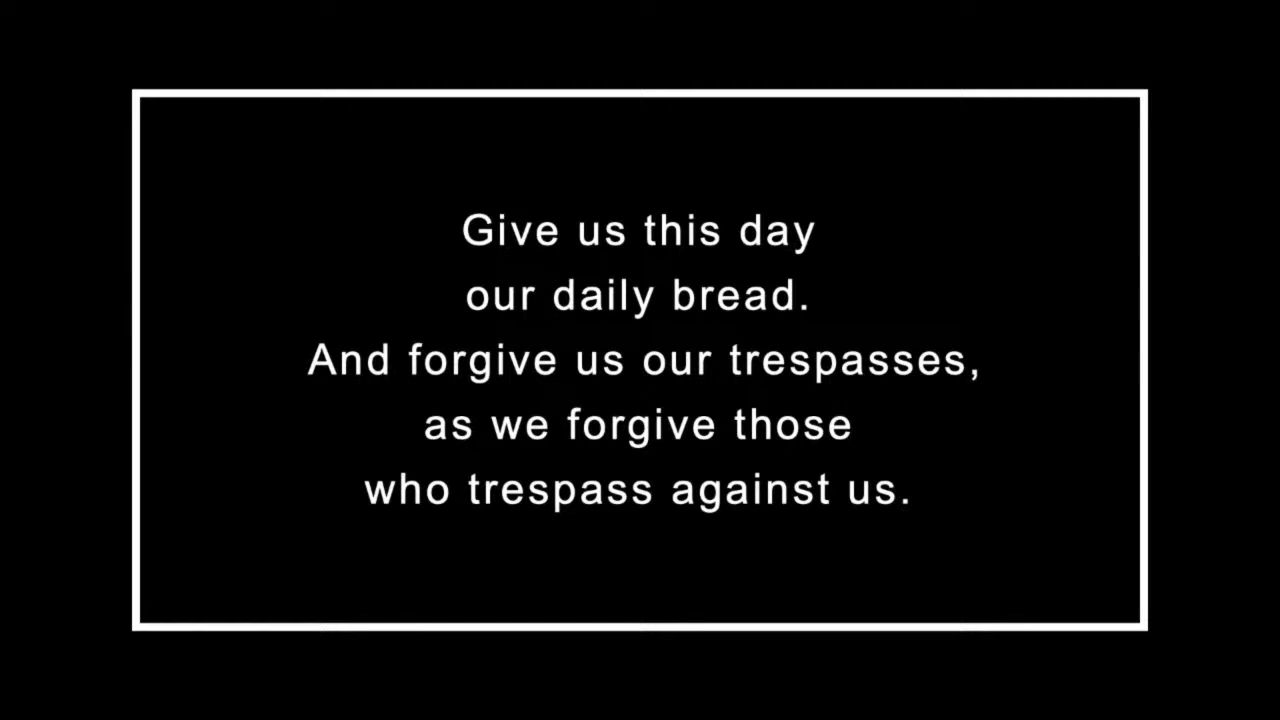 Give us this day
our daily bread.
And forgive us our trespasses,
as we forgive those
who trespass against us.